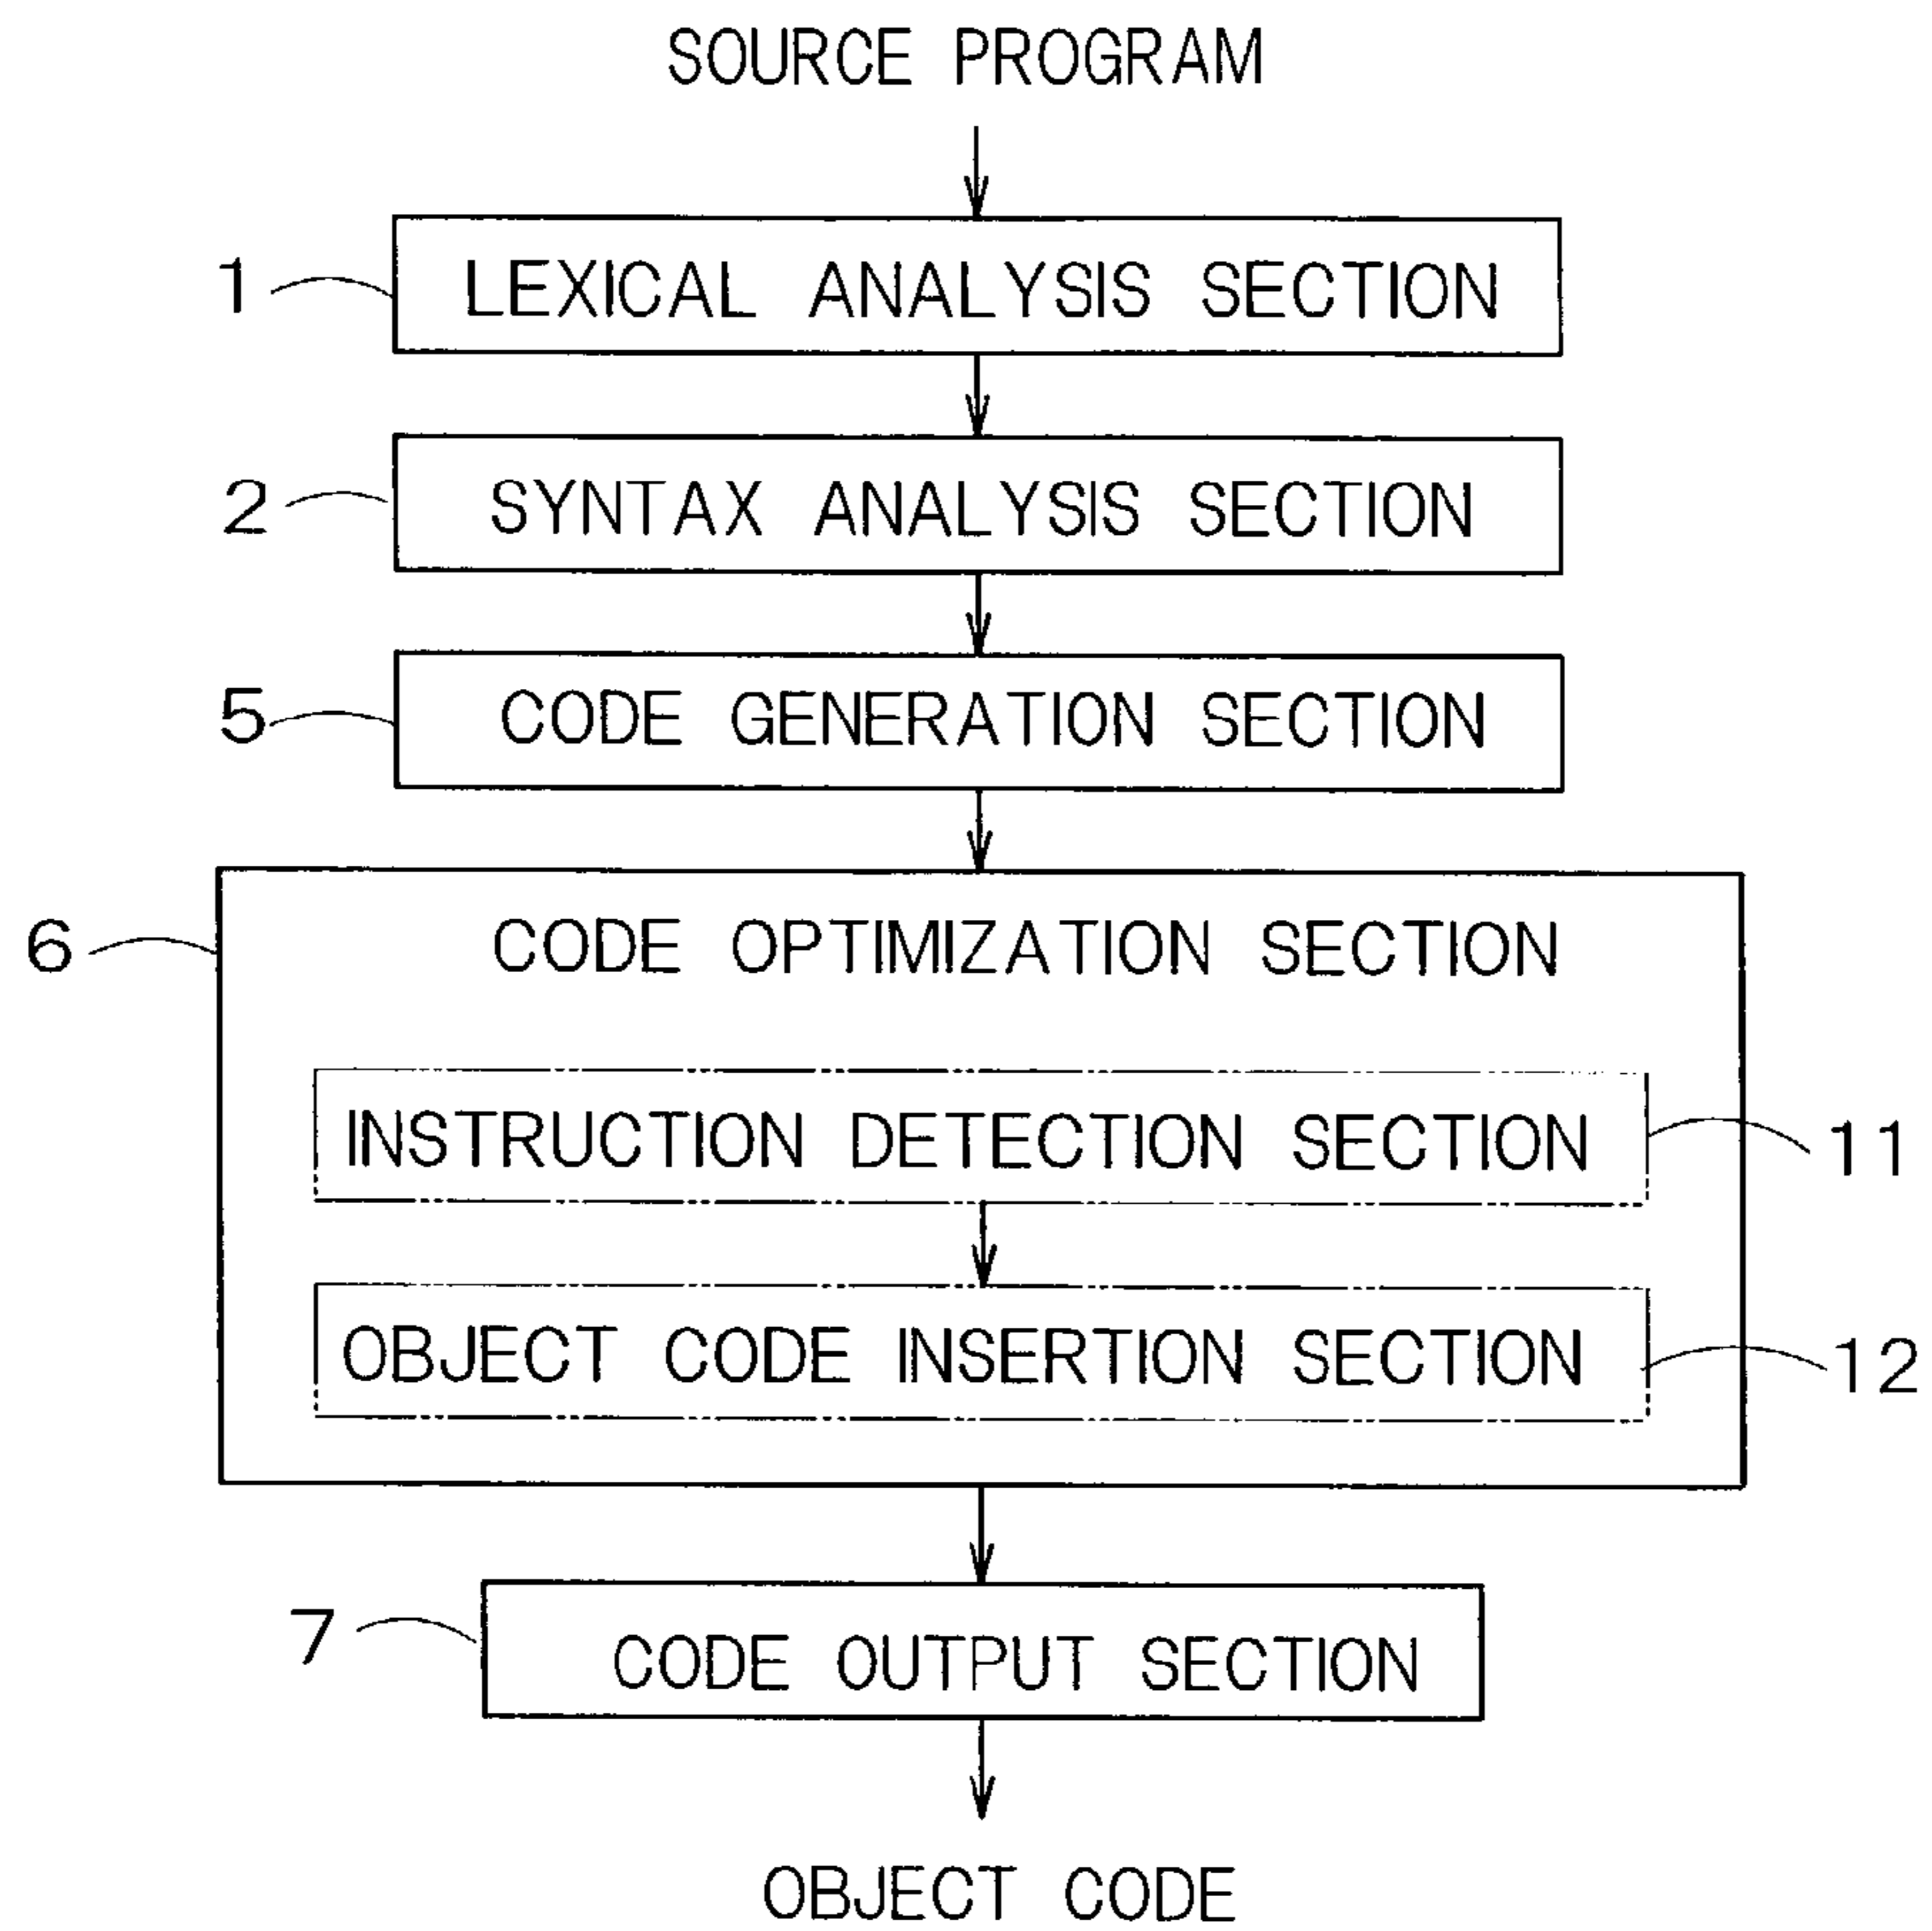 SOURCE PROGRAM
1 LEXICAL ANALYSIS SECTION
2 SYNTAX ANALYSIS SECTION
5 CODE GENERATION SECTION
6 CODE OPTIMIZATION SECTION
INSTRUCTION DETECTION SECTION 11
OBJECT CODE INSERTION SECTION 12
7 CODE OUTPUT SECTION
OBJECT CODE